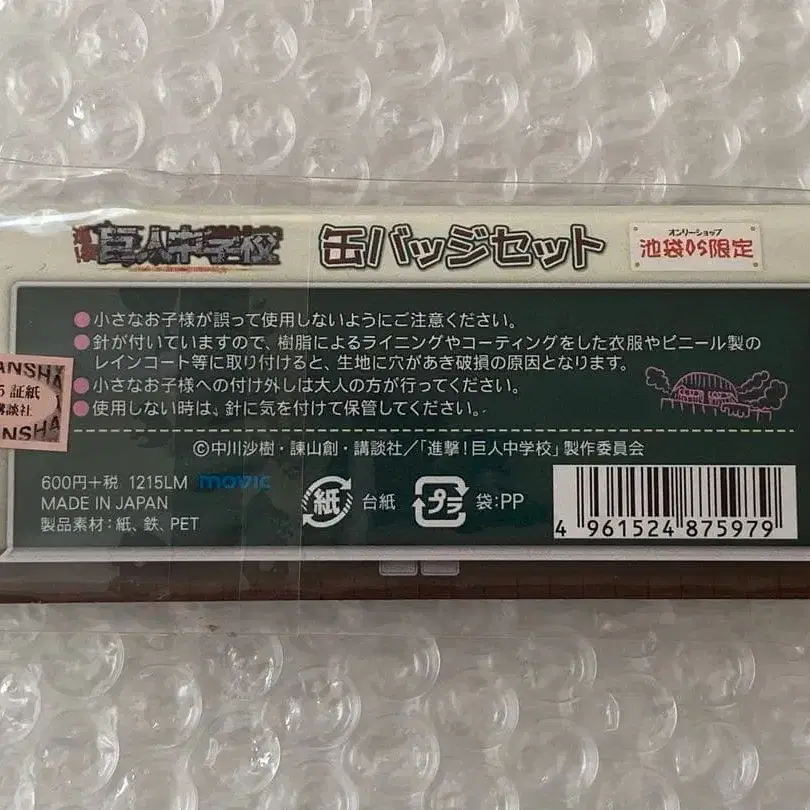 進撃!巨人中学校 缶バッジセット
オンリーショップ
池袋OS限定
●小さなお子様が誤って使用しないようにご注意ください。
●針が付いていますので、樹脂によるライニングやコーティングをした衣服やビニール製の
レインコート等に取り付けると、生地に穴があき破損の原因となります。
●小さなお子様への付け外しは大人の方が行ってください。
●使用しない時は、針に気を付けて保管してください。
ANSHA
5 証紙
講談社
ANSHA
©中川沙樹・諫山創・講談社/「進撃!巨人中学校」製作委員会
600円+税 1215LM movic
MADE IN JAPAN
製品素材:紙、鉄、PET
紙 台紙
プラ 袋:PP
4 961524 875979